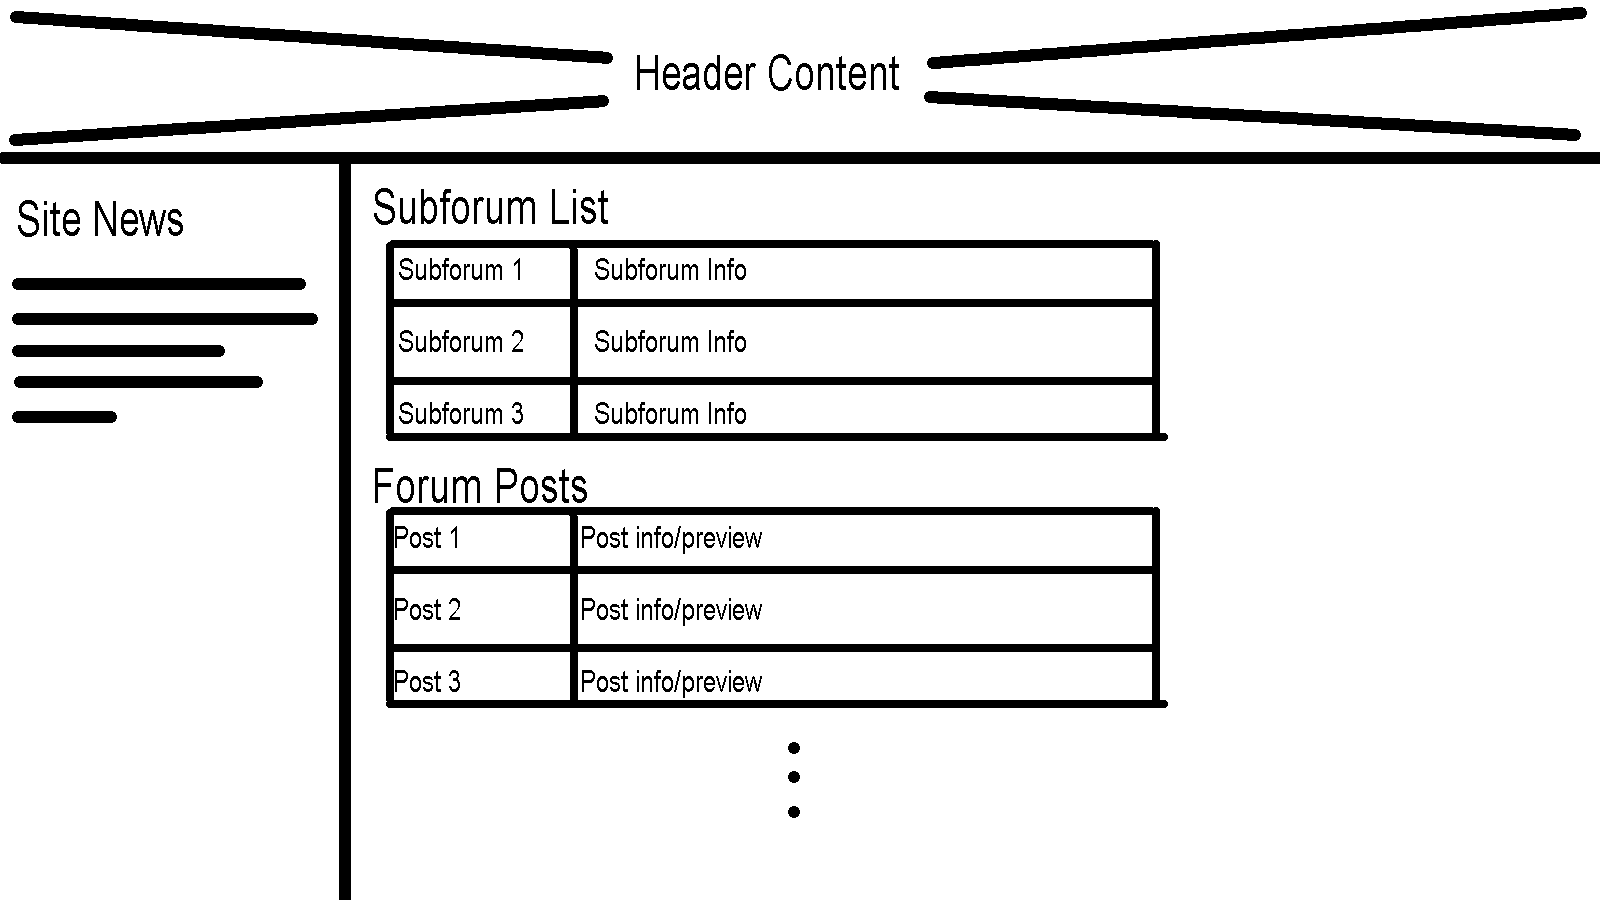 Header Content
Site News
Subforum List
Subforum 1 Subforum Info
Subforum 2 Subforum Info
Subforum 3 Subforum Info
Forum Posts
Post 1 Post info/preview
Post 2 Post info/preview
Post 3 Post info/preview